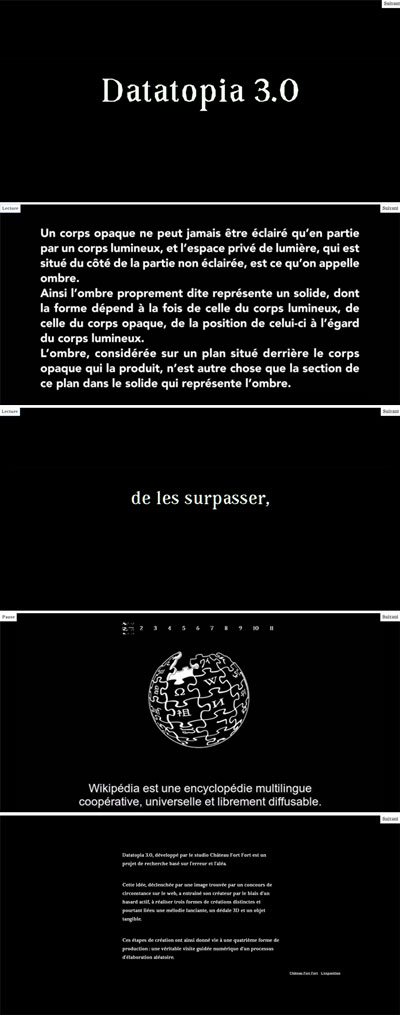 Suivant
Datatopia 3.0
Lecture
Suivant
Un corps opaque ne peut jamais être éclairé qu’en partie
par un corps lumineux, et l’espace privé de lumière, qui est
situé du côté de la partie non éclairée, est ce qu’on appelle
ombre.
Ainsi l’ombre proprement dite représente un solide, dont
la forme dépend à la fois de celle du corps lumineux, de
celle du corps opaque, de la position de celui-ci à l’égard
du corps lumineux.
L’ombre, considérée sur un plan situé derrière le corps
opaque qui la produit, n’est autre chose que la section de
ce plan dans le solide qui représente l’ombre.
Lecture
Suivant
de les surpasser,
Pause
Suivant
2 3 4 5 6 7 8 9 10 11
Ω W
祖 И
Wikipédia est une encyclopédie multilingue
coopérative, universelle et librement diffusable.
Suivant
Datatopia 3.0, développé par le studio Château Fort Fort est un
projet de recherche basé sur l'erreur et l'aléa.
Cette idée, déclenchée par une image trouvée par un concours de
circonstance sur le web, a entraîné son créateur par le biais d'un
hasard actif, à réaliser trois formes de créations distinctes et
pourtant liées: une mélodie lancinante, un dédale 3D et un objet
tangible.
Ces étapes de création ont ainsi donné vie à une quatrième forme de
production : une véritable visite guidée numérique d'un processus
d'élaboration aléatoire.
Château Fort Fort L'exposition